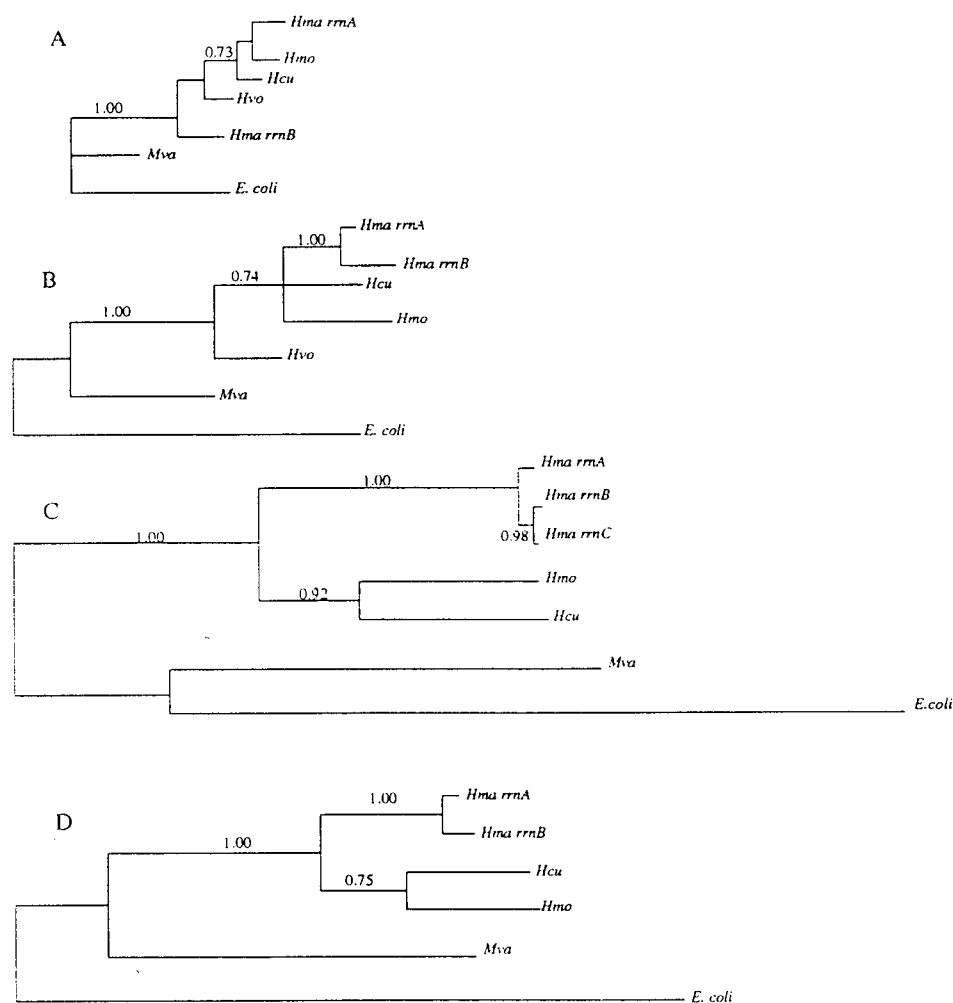 A
Hma rrnA
0.73
Hmo
Hcu
Hvo
1.00
Hma rrnB
Mva
E. coli
B
Hma rrnA
1.00
Hma rrnB
0.74
Hcu
1.00
Hmo
Hvo
Mva
E. coli
C
Hma rrnA
1.00
Hma rrnB
1.00
0.98
Hma rrnC
Hmo
0.92
Hcu
Mva
E.coli
D
1.00
Hma rrnA
Hma rrnB
1.00
Hcu
0.75
Hmo
Mva
E. coli